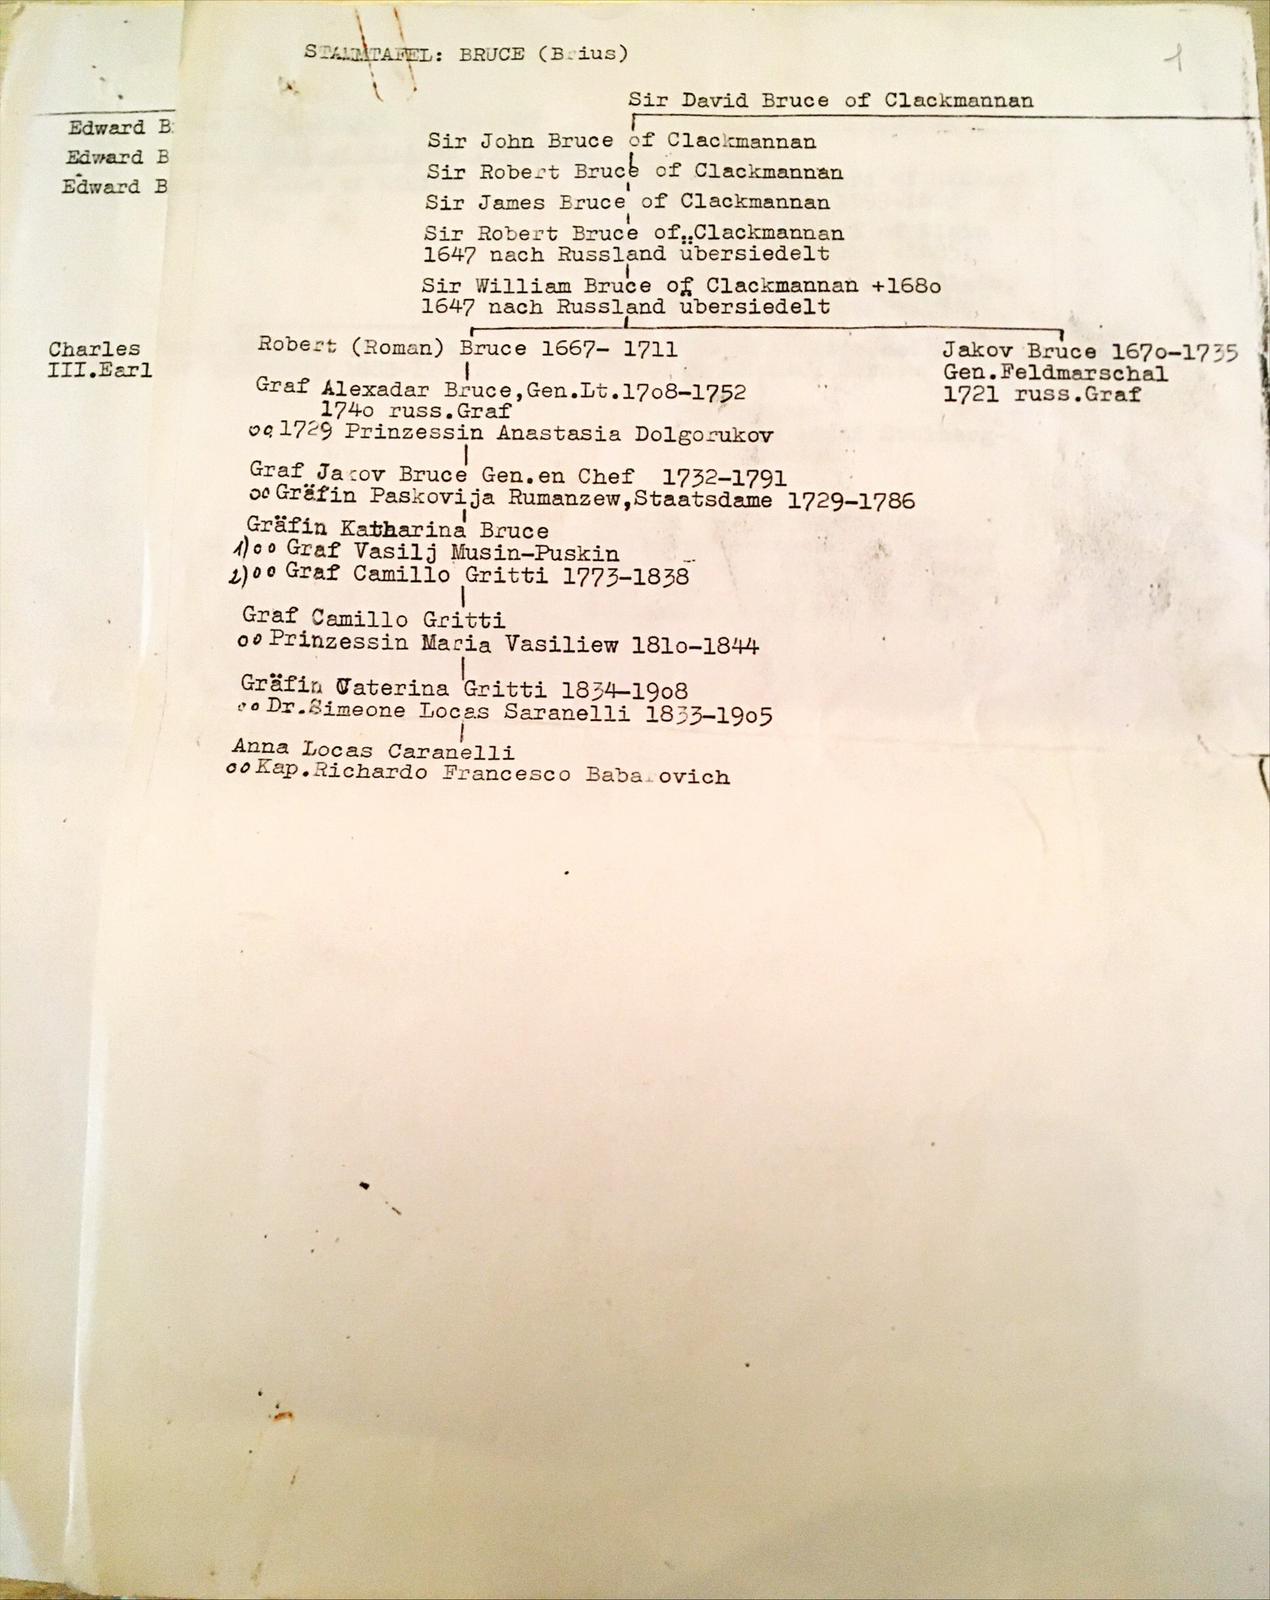 STAMMTAFEL: BRUCE (Brius)
1
Sir David Bruce of Clackmannan
Edward B
Edward B
Edward B
Sir John Bruce of Clackmannan
Sir Robert Bruce of Clackmannan
Sir James Bruce of Clackmannan
Sir Robert Bruce of Clackmannan
1647 nach Russland übersiedelt
Sir William Bruce of Clackmannan +168o
1647 nach Russland übersiedelt
Charles
III.Earl
Robert (Roman) Bruce 1667- 1711
Jakov Bruce 167o-1735
Gen.Feldmarschal
1721 russ.Graf
Graf Alexadar Bruce,Gen.Lt.17o8-1752
174o russ.Graf
oo 1729 Prinzessin Anastasia Dolgorukov
Graf Jacov Bruce Gen.en Chef 1732-1791
oo Gräfin Paskovija Rumanzew,Staatsdame 1729-1786
Gräfin Katharina Bruce
1)oo Graf Vasilj Musin-Puskin
2)oo Graf Camillo Gritti 1773-1838
Graf Camillo Gritti
oo Prinzessin Maria Vasiliew 181o-1844
Gräfin Caterina Gritti 1834-19o8
oo Dr.Simeone Locas Saranelli 1833-19o5
Anna Locas Caranelli
oo Kap.Richardo Francesco Babarovich